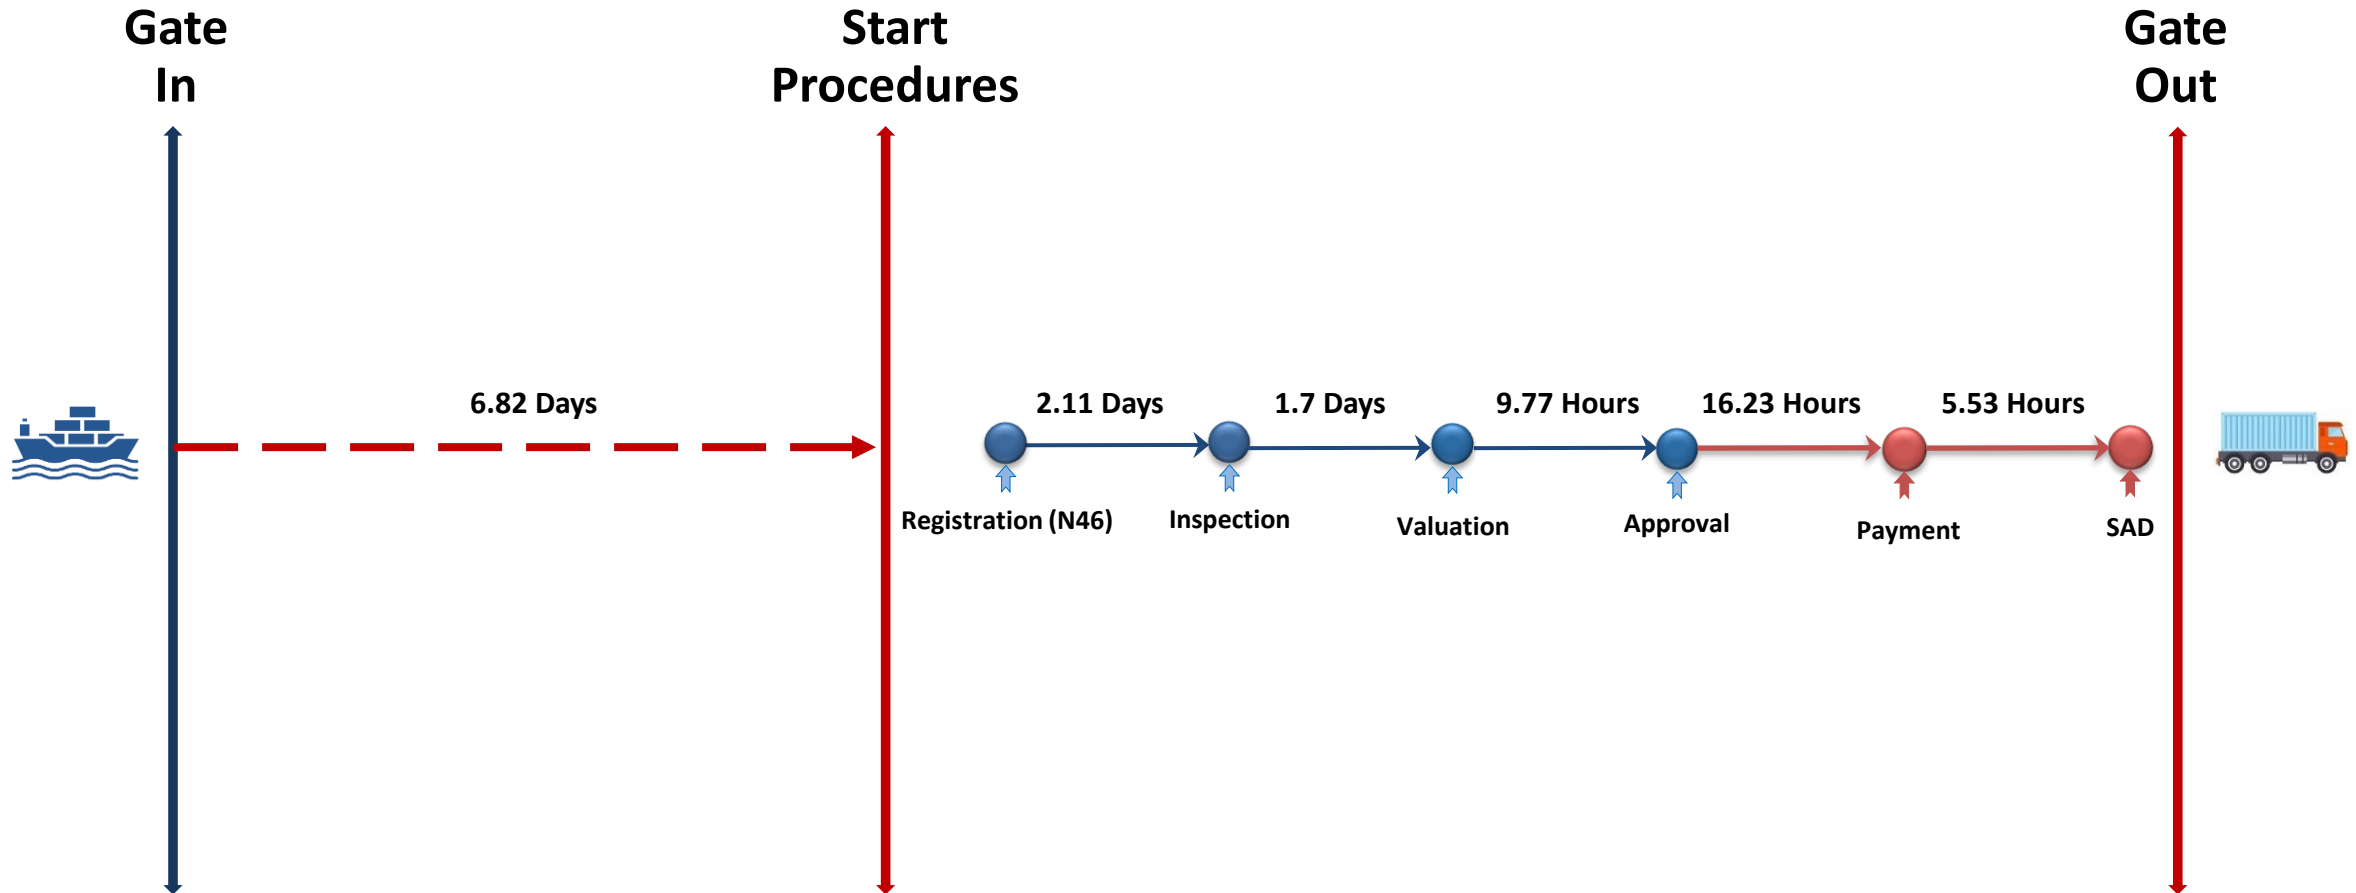 Gate
In
Start
Procedures
Gate
Out
6.82 Days
2.11 Days
1.7 Days
9.77 Hours
16.23 Hours
5.53 Hours
Registration (N46)
Inspection
Valuation
Approval
Payment
SAD